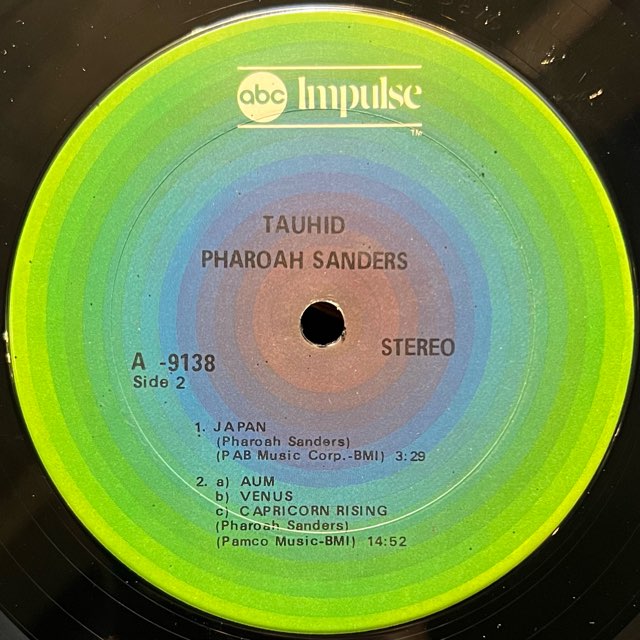 abc Impulse
TM
TAUHID
PHAROAH SANDERS
STEREO
A -9138
Side 2
1. JAPAN
(Pharoah Sanders)
(PAB Music Corp.-BMI) 3:29
2. a) AUM
b) VENUS
c) CAPRICORN RISING
(Pharoah Sanders)
(Pamco Music-BMI) 14:52